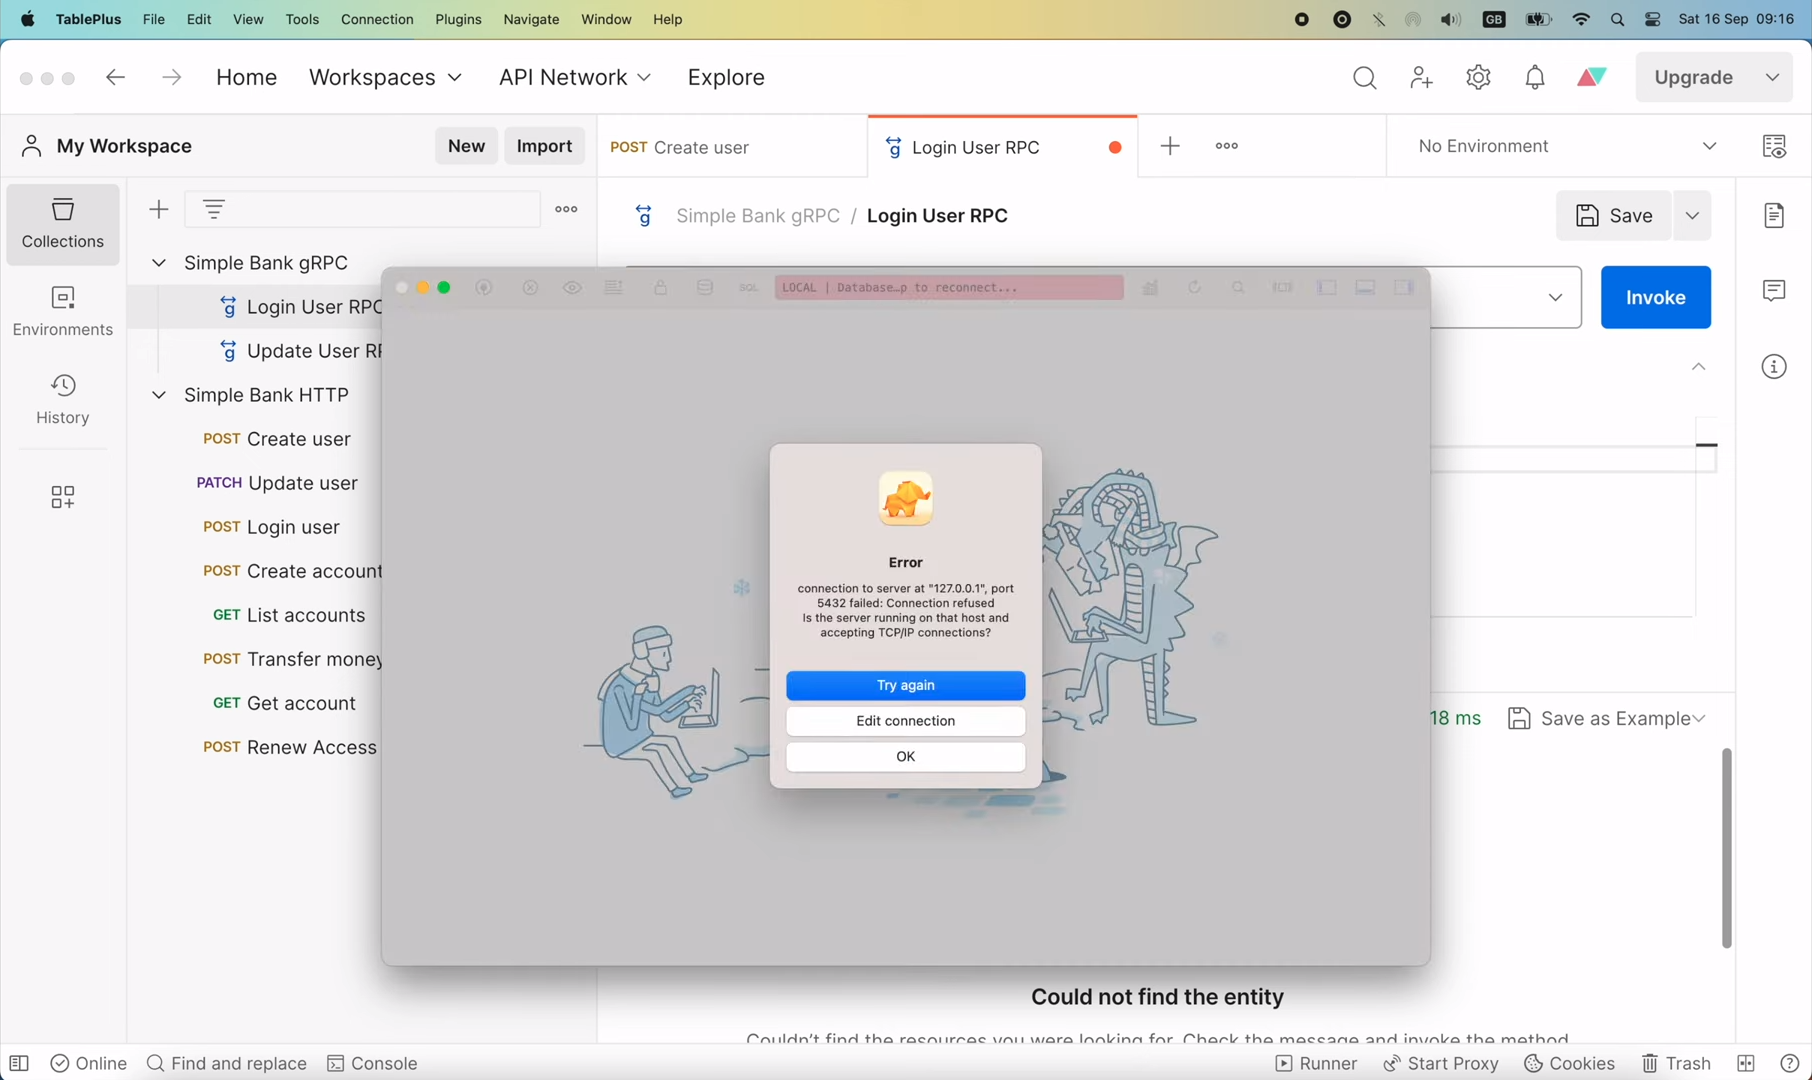 TablePlus File Edit View Tools Connection Plugins Navigate Window Help GB Sat 16 Sep 09:16
Home Workspaces API Network Explore Upgrade
My Workspace New Import POST Create user Login User RPC No Environment
Collections
Simple Bank gRPC / Login User RPC Save
Simple Bank gRPC
SQL LOCAL | Database…p to reconnect...
Login User RPC Invoke
Environments
Update User RP
Simple Bank HTTP
History
POST Create user
PATCH Update user
POST Login user
Error
POST Create account
connection to server at "127.0.0.1", port
5432 failed: Connection refused
Is the server running on that host and
accepting TCP/IP connections?
GET List accounts
POST Transfer money
Try again
GET Get account
Edit connection
18 ms Save as Example
POST Renew Access
OK
Could not find the entity
Couldn't find the resources you were looking for. Check the message and invoke the method
Online Find and replace Console Runner Start Proxy Cookies Trash